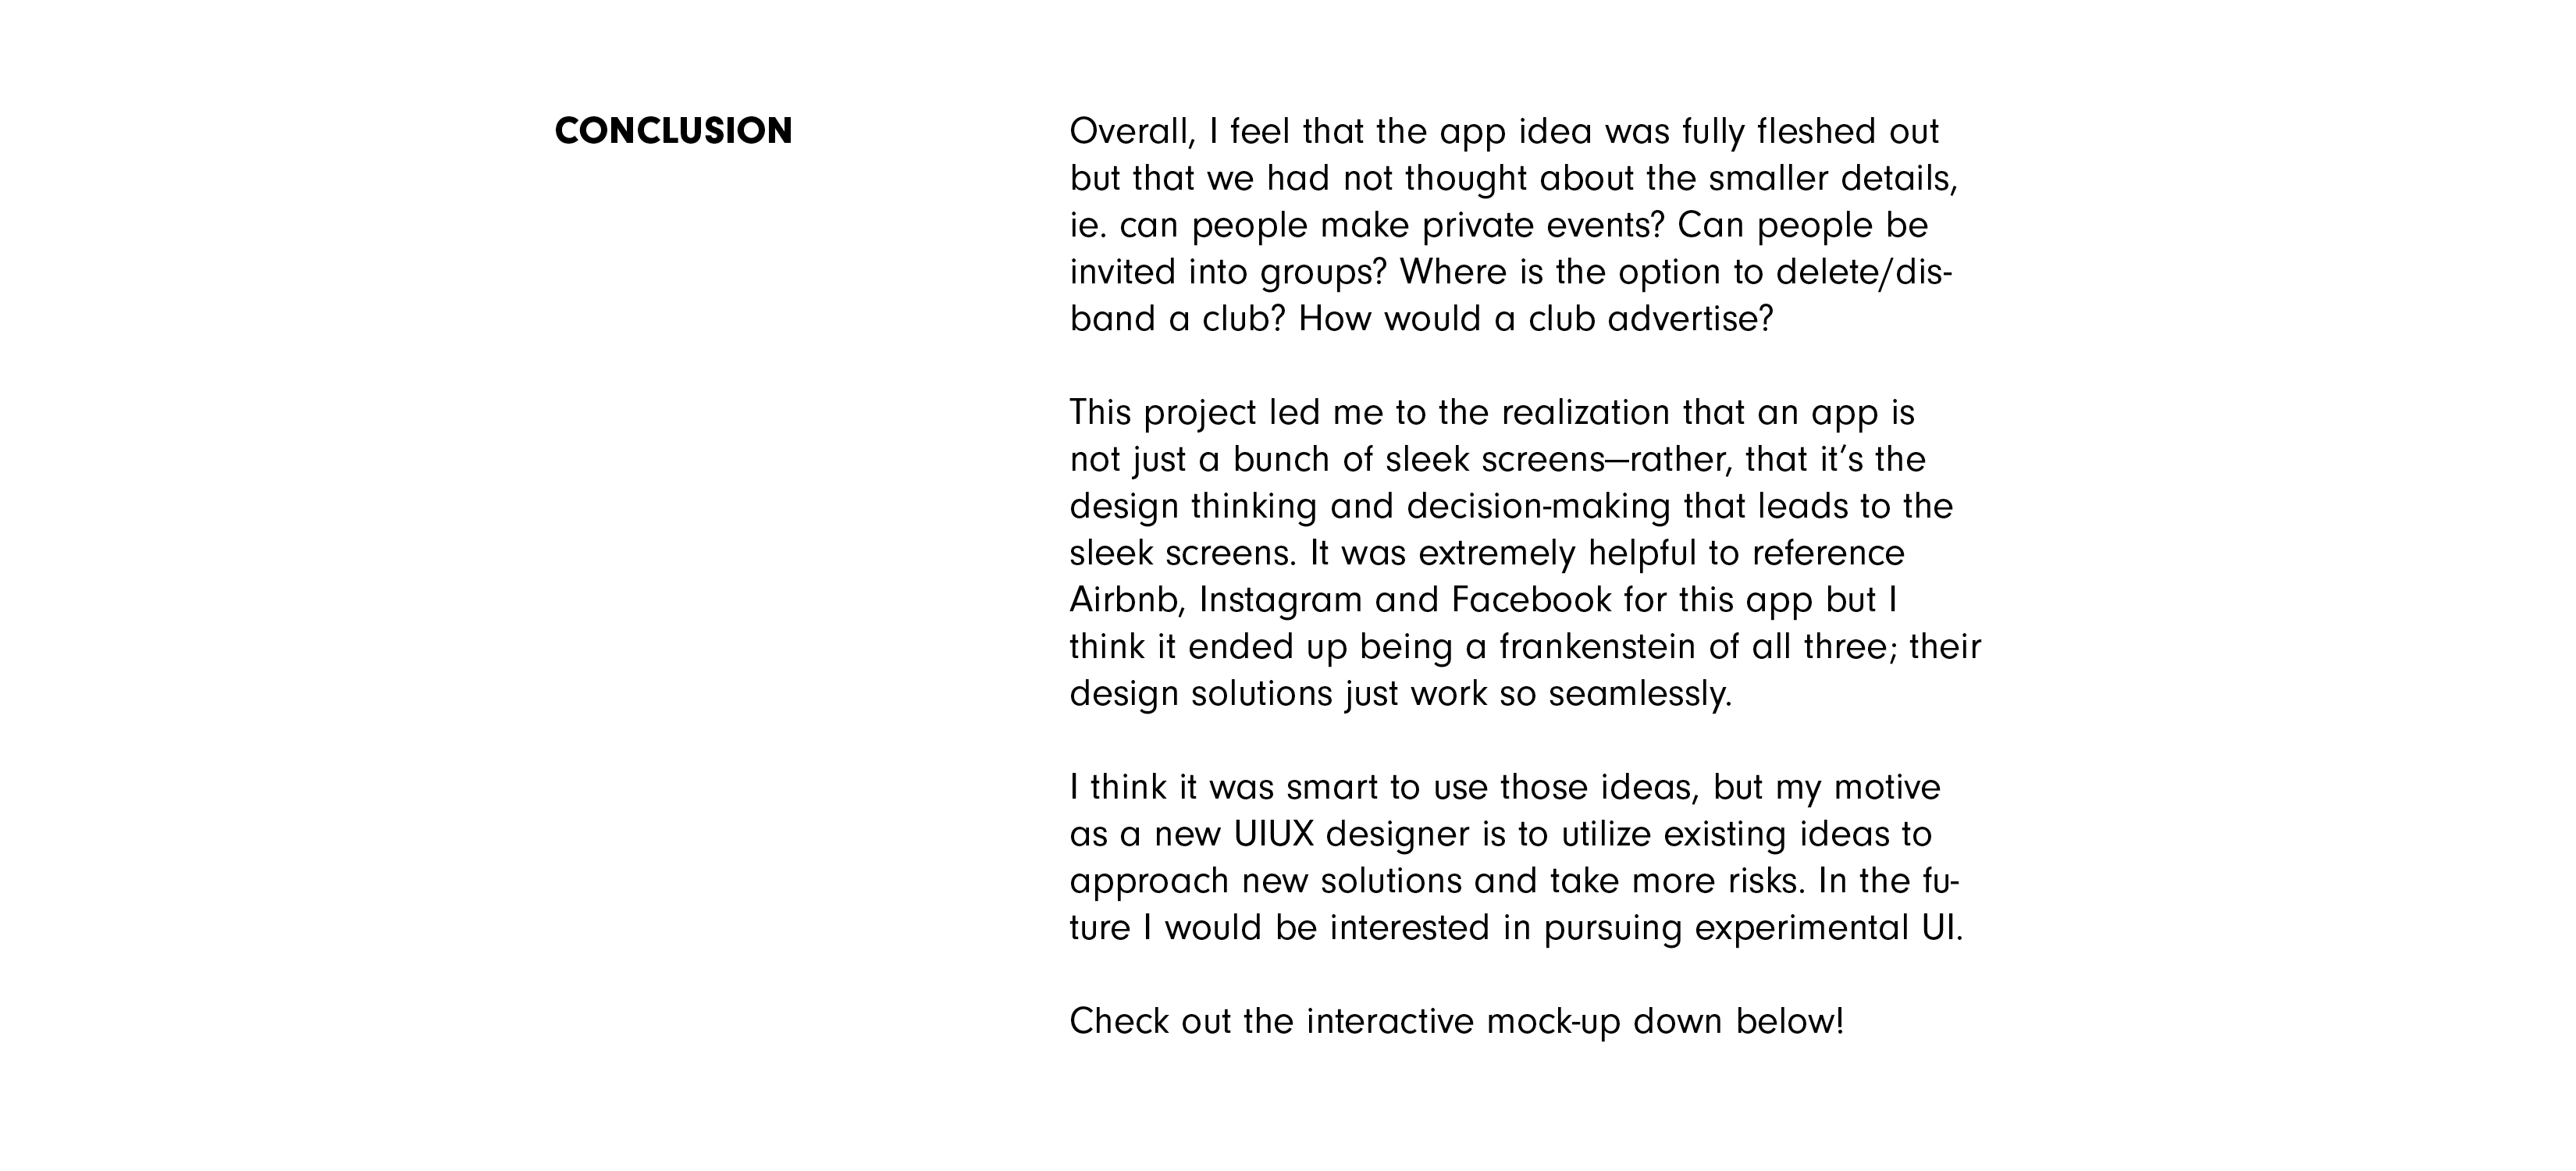 CONCLUSION
Overall, I feel that the app idea was fully fleshed out
but that we had not thought about the smaller details,
ie. can people make private events? Can people be
invited into groups? Where is the option to delete/dis-
band a club? How would a club advertise?
This project led me to the realization that an app is
not just a bunch of sleek screens—rather, that it’s the
design thinking and decision-making that leads to the
sleek screens. It was extremely helpful to reference
Airbnb, Instagram and Facebook for this app but I
think it ended up being a frankenstein of all three; their
design solutions just work so seamlessly.
I think it was smart to use those ideas, but my motive
as a new UIUX designer is to utilize existing ideas to
approach new solutions and take more risks. In the fu-
ture I would be interested in pursuing experimental UI.
Check out the interactive mock-up down below!